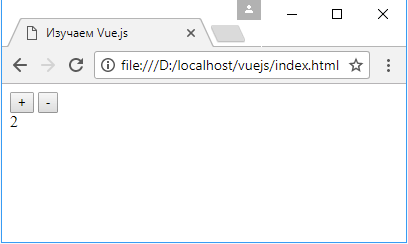 Изучаем Vue.js
file:///D:/localhost/vuejs/index.html
+ -
2